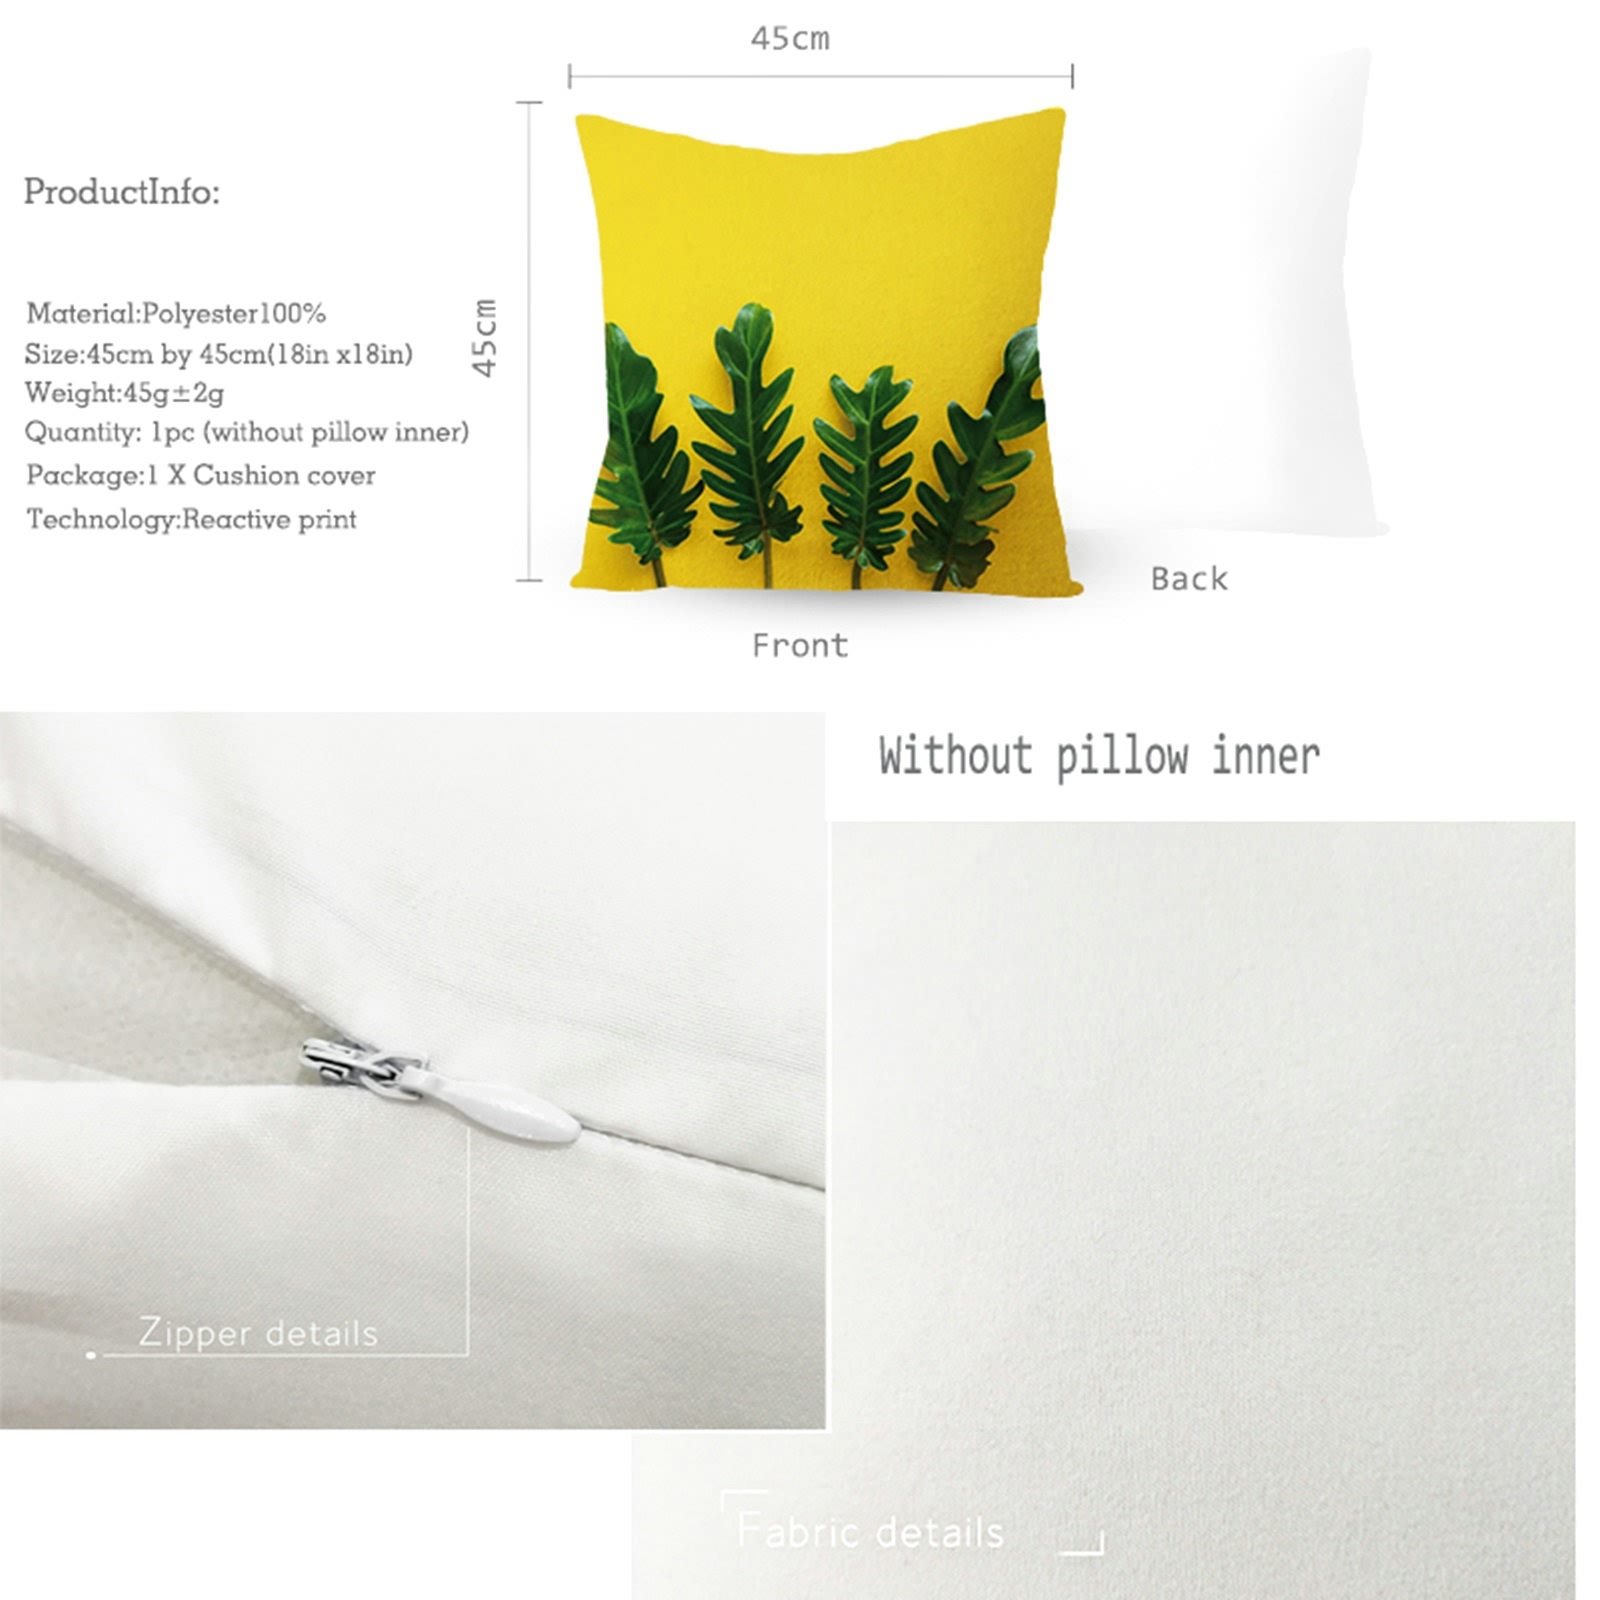 45cm
45cm
ProductInfo:
Material:Polyester100%
Size:45cm by 45cm(18in x18in)
Weight:45g±2g
Quantity: 1pc (without pillow inner)
Package:1 X Cushion cover
Technology:Reactive print
Back
Front
Without pillow inner
Zipper details
Fabric details